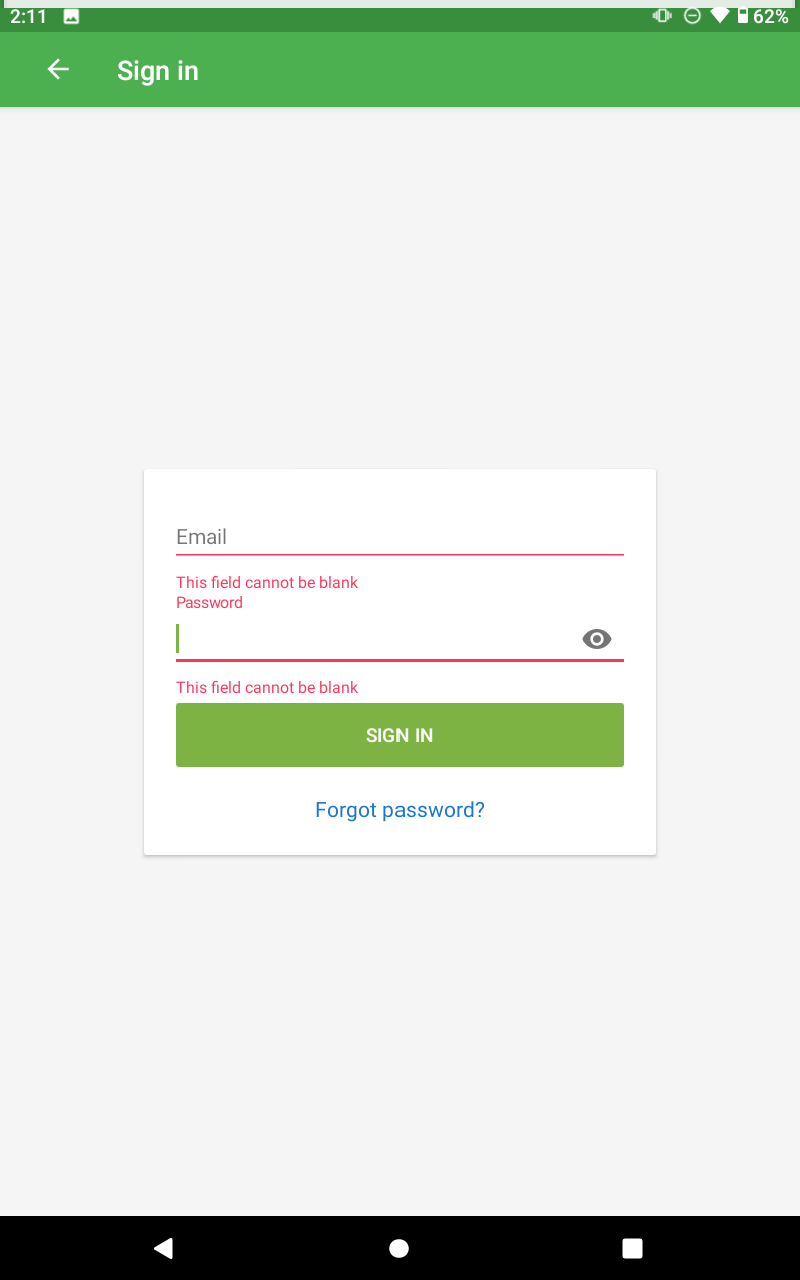 2:11 62%
Sign in
Email
This field cannot be blank
Password
This field cannot be blank
SIGN IN
Forgot password?